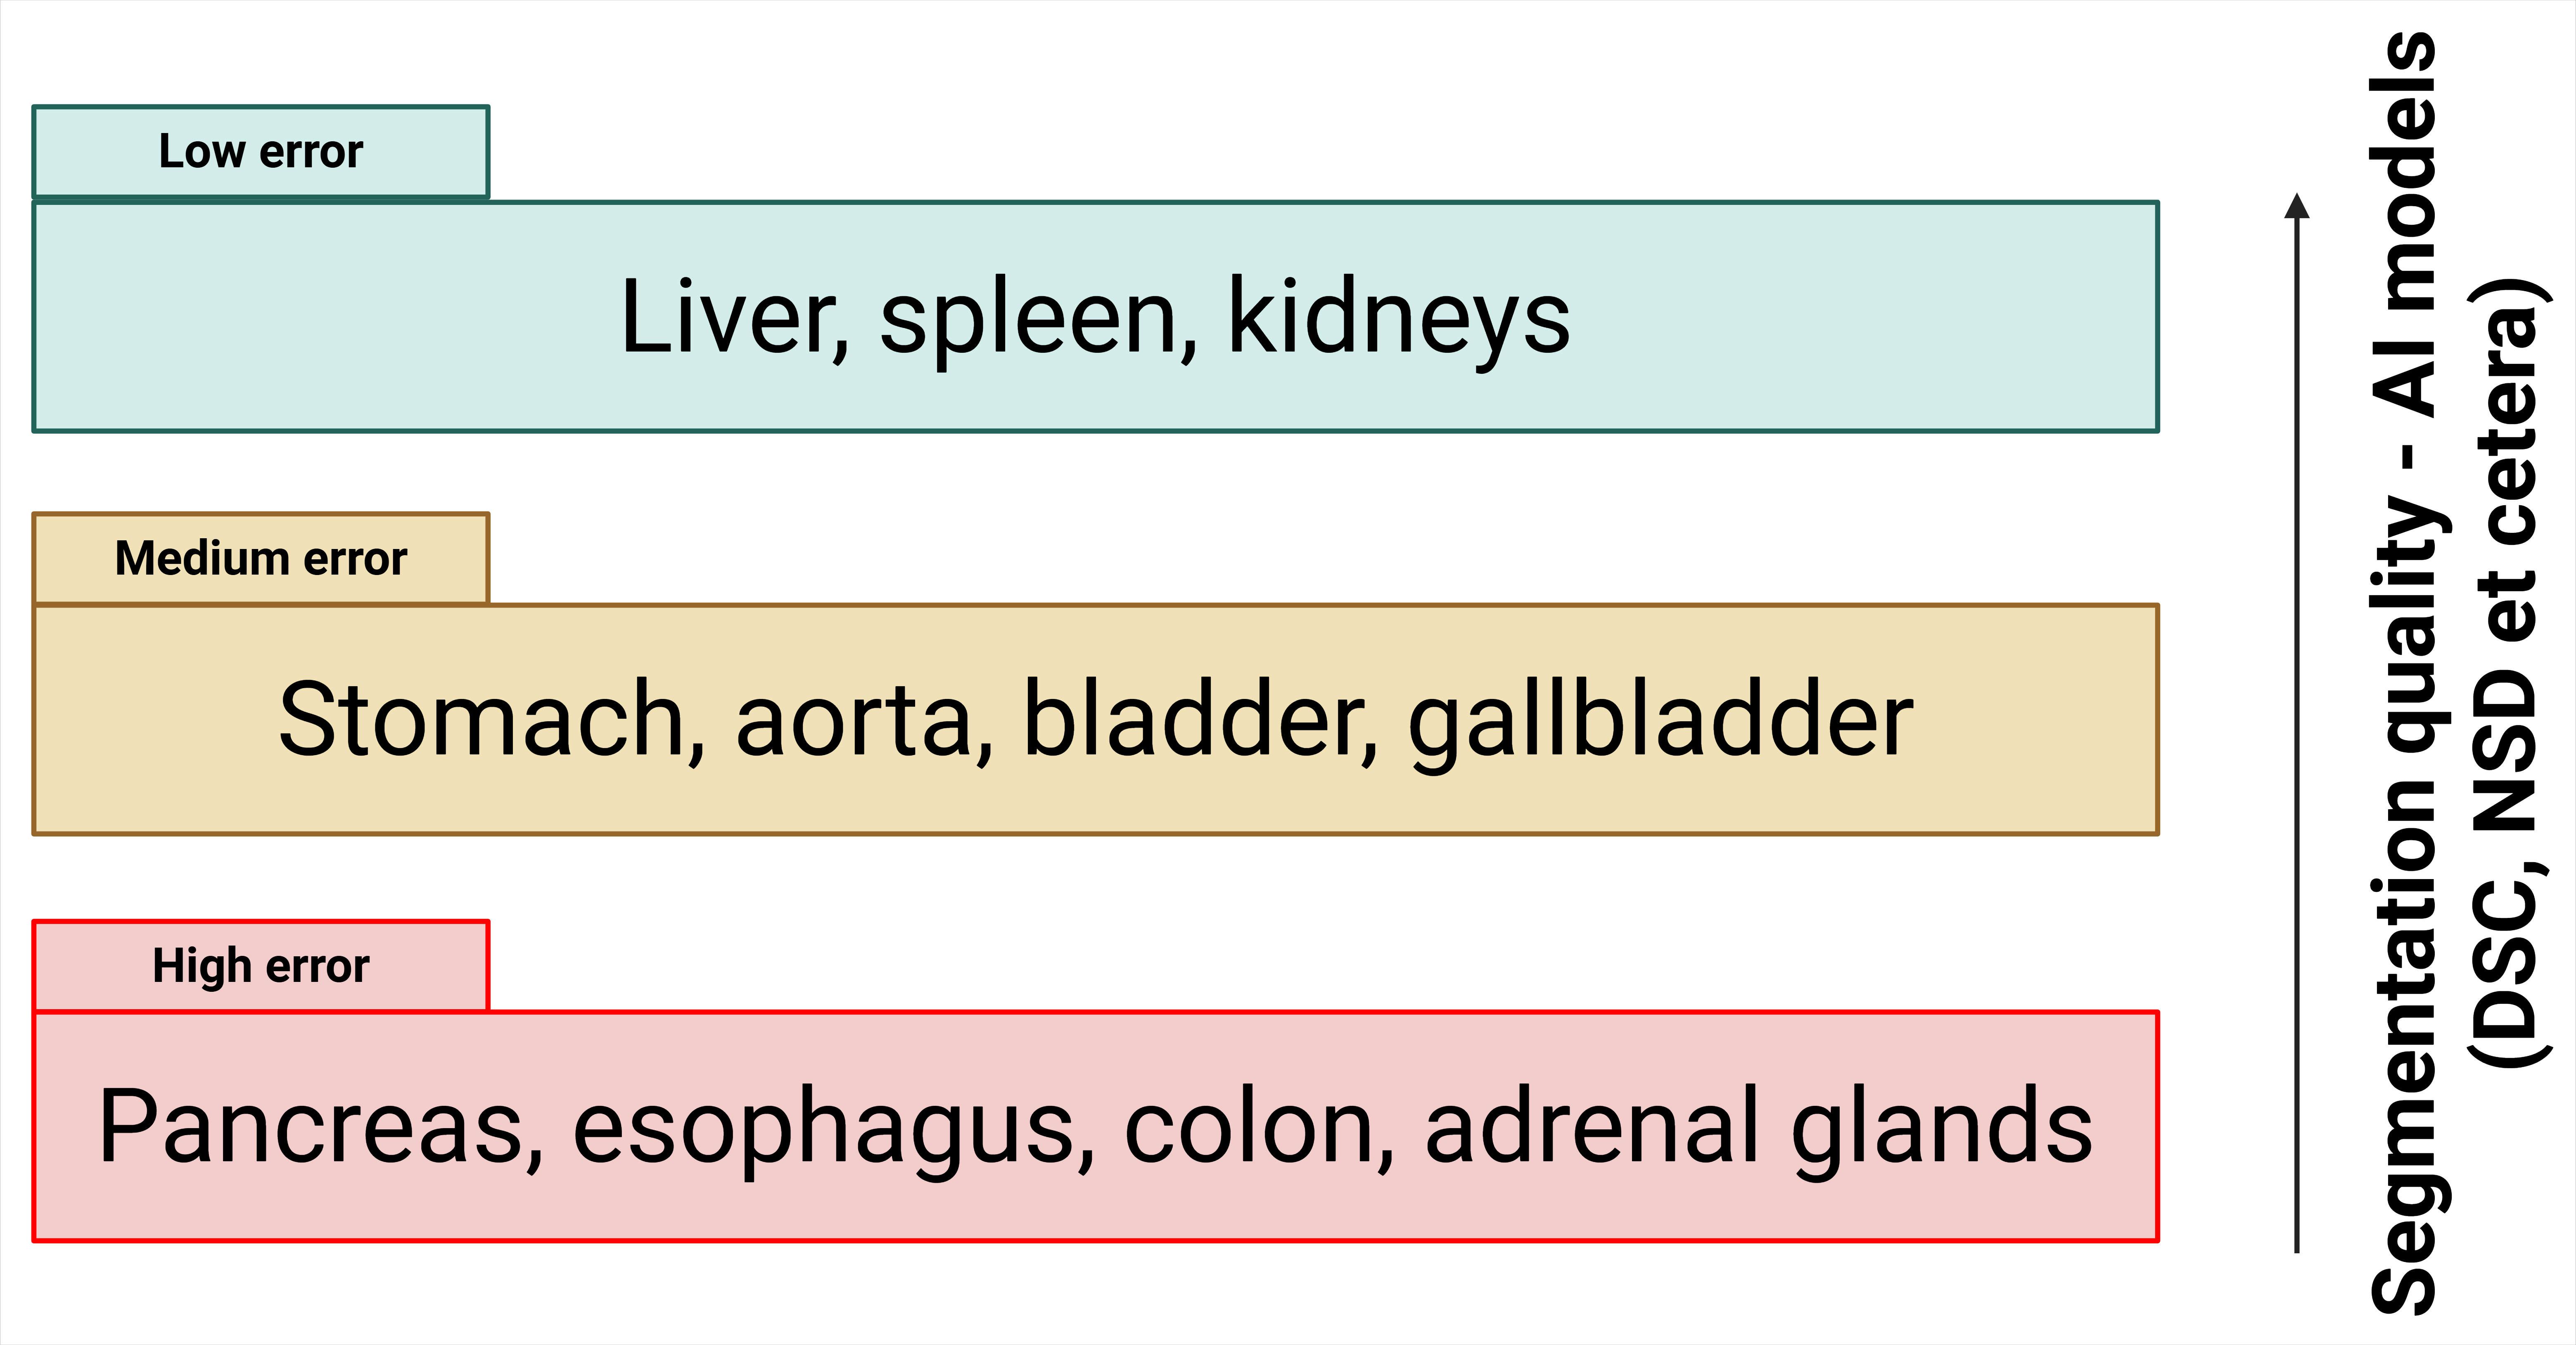 Low error
Liver, spleen, kidneys
Medium error
Stomach, aorta, bladder, gallbladder
High error
Pancreas, esophagus, colon, adrenal glands
Segmentation quality - AI models
(DSC, NSD et cetera)